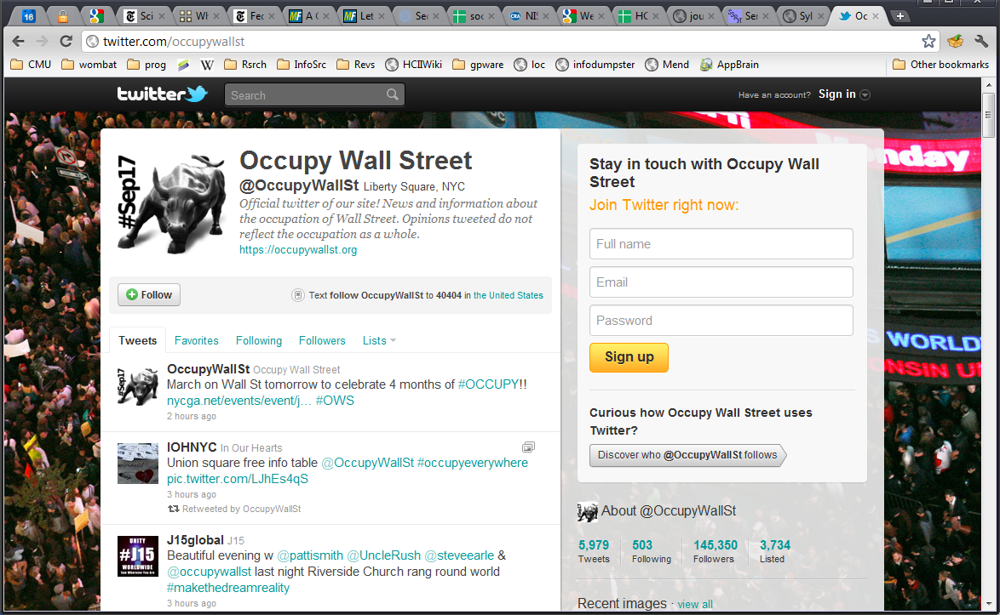 16
Sci
Wh
Fec
A C
Let
Sec
soc
NIS
We
HC
jou
Ser
Syl
Oc
twitter.com/occupywallst
CMU
wombat
prog
W
Rsrch
InfoSrc
Revs
HCIIWiki
gpware
loc
infodumpster
Mend
AppBrain
Other bookmarks
twitter
Search
Have an account? Sign in
#Sep17
Occupy Wall Street
@OccupyWallSt Liberty Square, NYC
Official twitter of our site! News and information about
the occupation of Wall Street. Opinions tweeted do not
reflect the occupation as a whole.
https://occupywallst.org
Follow
Text follow OccupyWallSt to 40404 in the United States
Tweets
Favorites
Following
Followers
Lists
#Sep17
OccupyWallSt Occupy Wall Street
March on Wall St tomorrow to celebrate 4 months of #OCCUPY!!
nycga.net/events/event/j… #OWS
2 hours ago
IOHNYC In Our Hearts
Union square free info table @OccupyWallSt #occupyeverywhere
pic.twitter.com/LJhEs4qS
3 hours ago
Retweeted by OccupyWallSt
UNITY
#J15
WORLDWIDE
J15global J15
Beautiful evening w @pattismith @UncleRush @steveearle &
@occupywallst last night Riverside Church rang round world
#makethedreamreality
3 hours ago
Stay in touch with Occupy Wall
Street
Join Twitter right now:
Full name
Email
Password
Sign up
Curious how Occupy Wall Street uses
Twitter?
Discover who @OccupyWallSt follows
About @OccupyWallSt
5,979
Tweets
503
Following
145,350
Followers
3,734
Listed
Recent images · view all
nday
S WORLD
ONSIN U